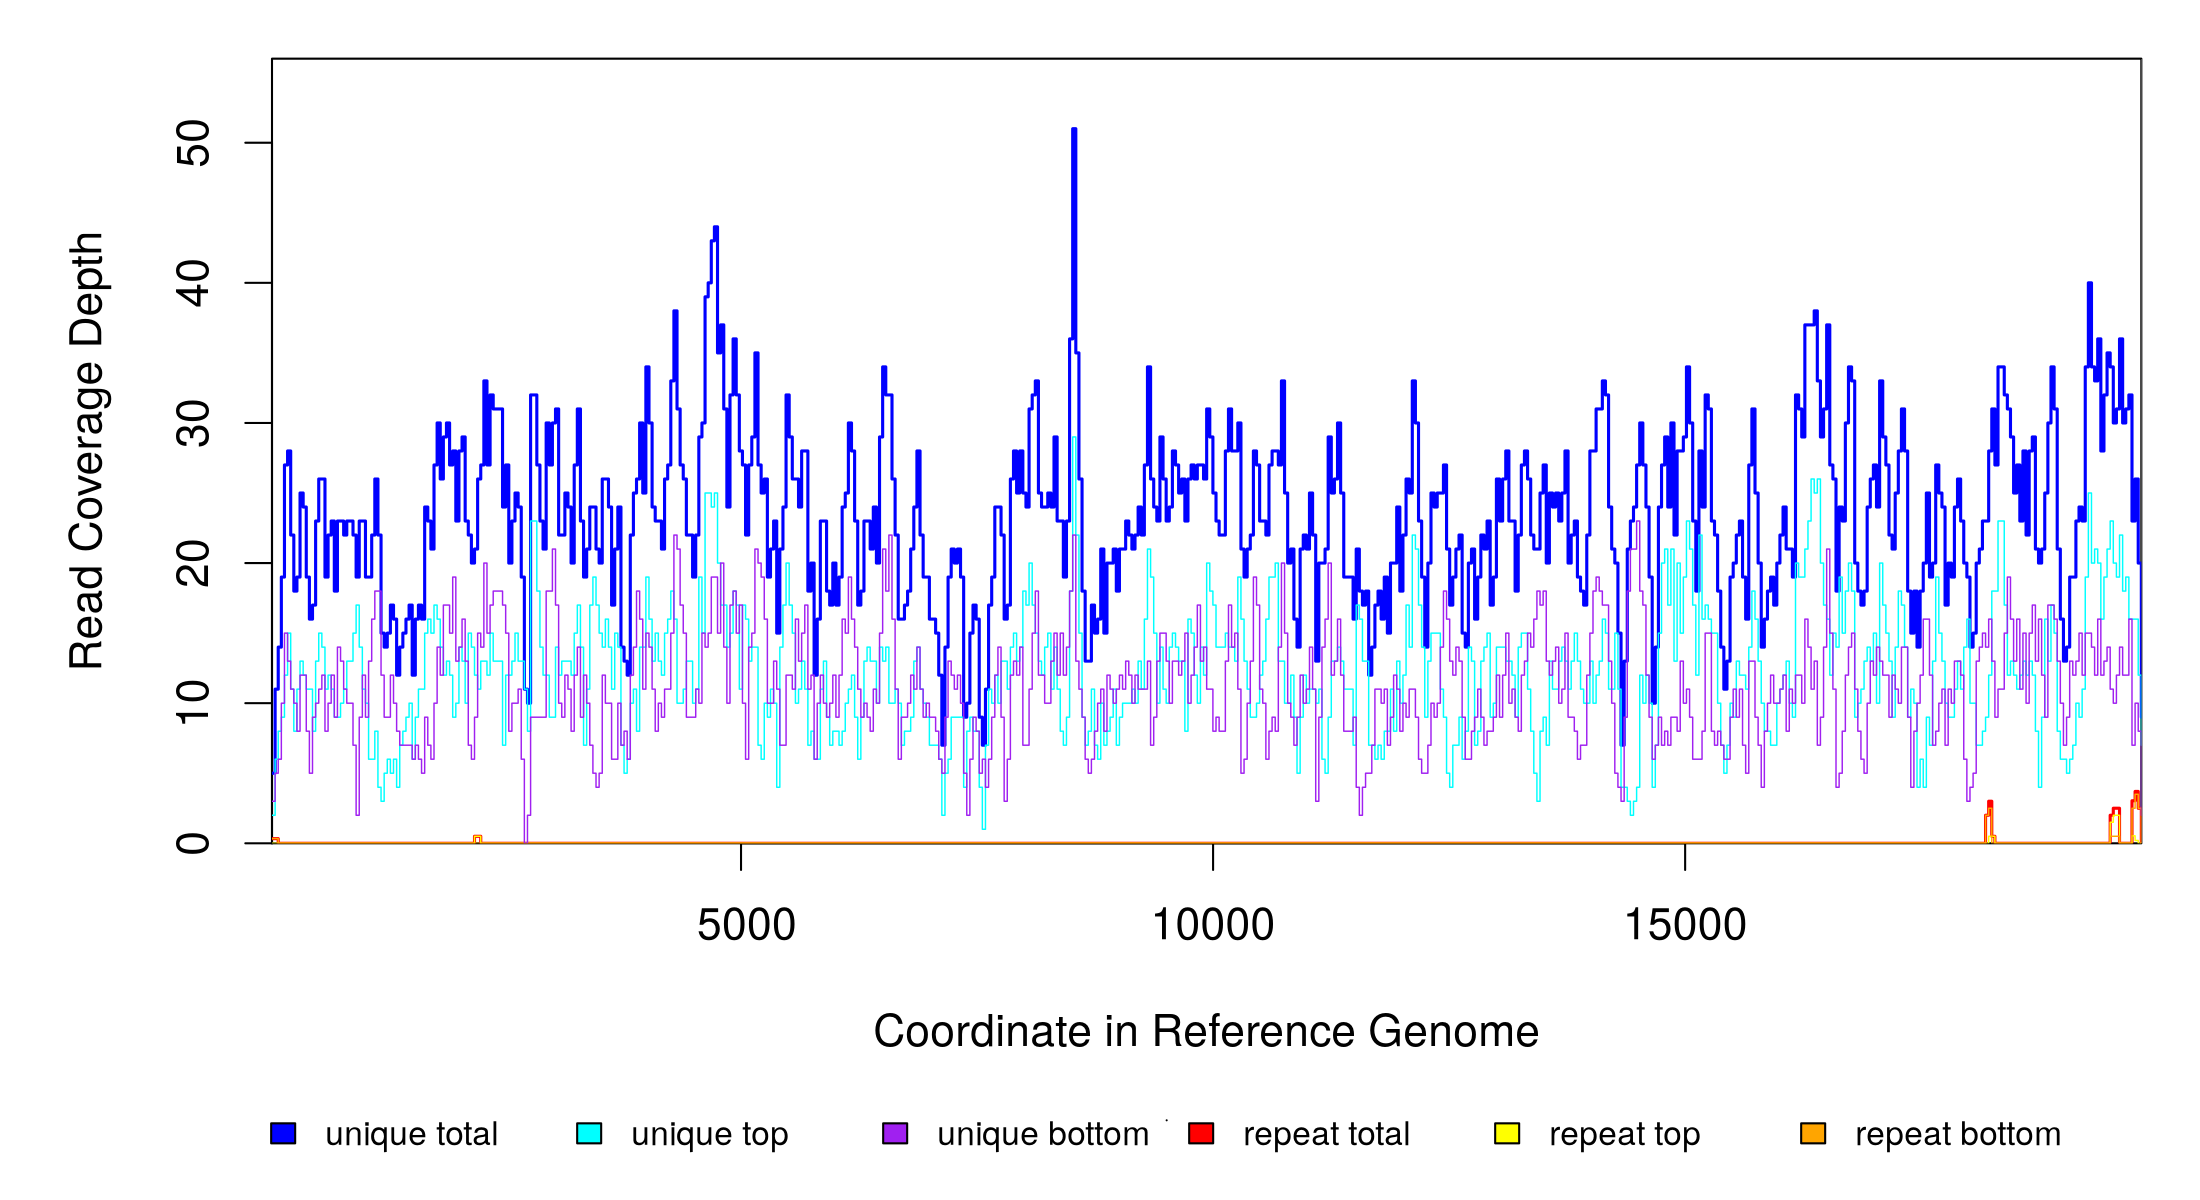 Read Coverage Depth
50
40
30
20
10
0
5000 10000 15000
Coordinate in Reference Genome
unique total unique top unique bottom repeat total repeat top repeat bottom